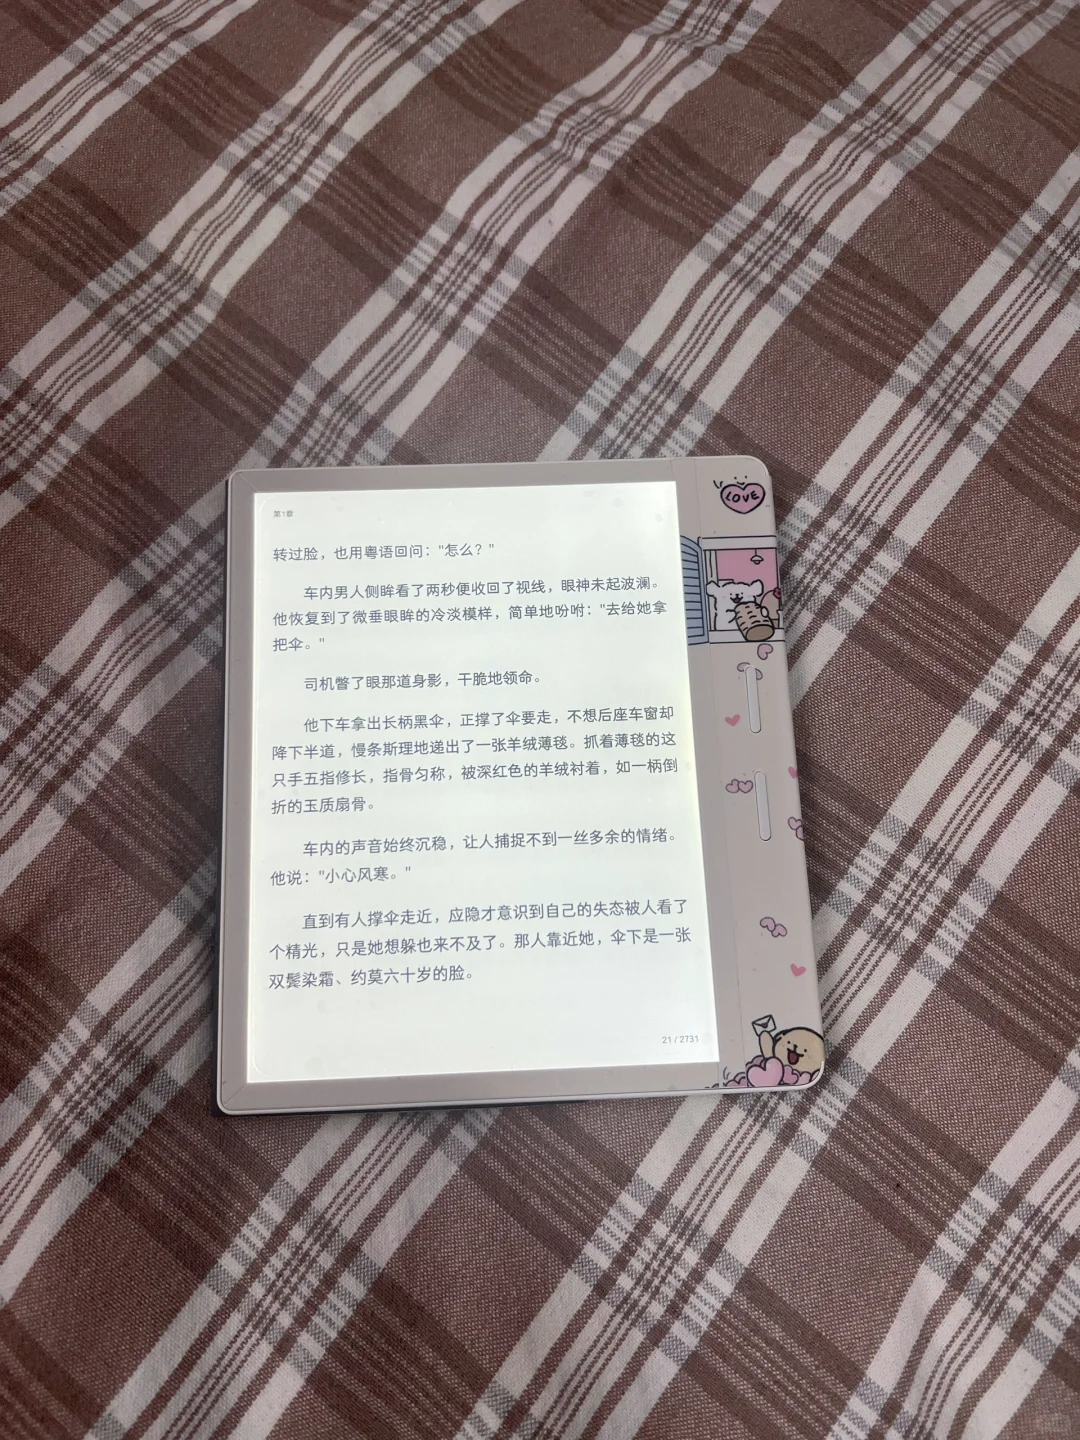 第1章
转过脸，也用粤语回问："怎么？"
车内男人侧眸看了两秒便收回了视线，眼神未起波澜。
他恢复到了微垂眼眸的冷淡模样，简单地吩咐："去给她拿
把伞。"
司机瞥了眼那道身影，干脆地领命。
他下车拿出长柄黑伞，正撑了伞要走，不想后座车窗却
降下半道，慢条斯理地递出了一张羊绒薄毯。抓着薄毯的这
只手五指修长，指骨匀称，被深红色的羊绒衬着，如一柄倒
折的玉质扇骨。
车内的声音始终沉稳，让人捕捉不到一丝多余的情绪。
他说："小心风寒。"
直到有人撑伞走近，应隐才意识到自己的失态被人看了
个精光，只是她想躲也来不及了。那人靠近她，伞下是一张
双鬓染霜、约莫六十岁的脸。
21 / 2731
LOVE